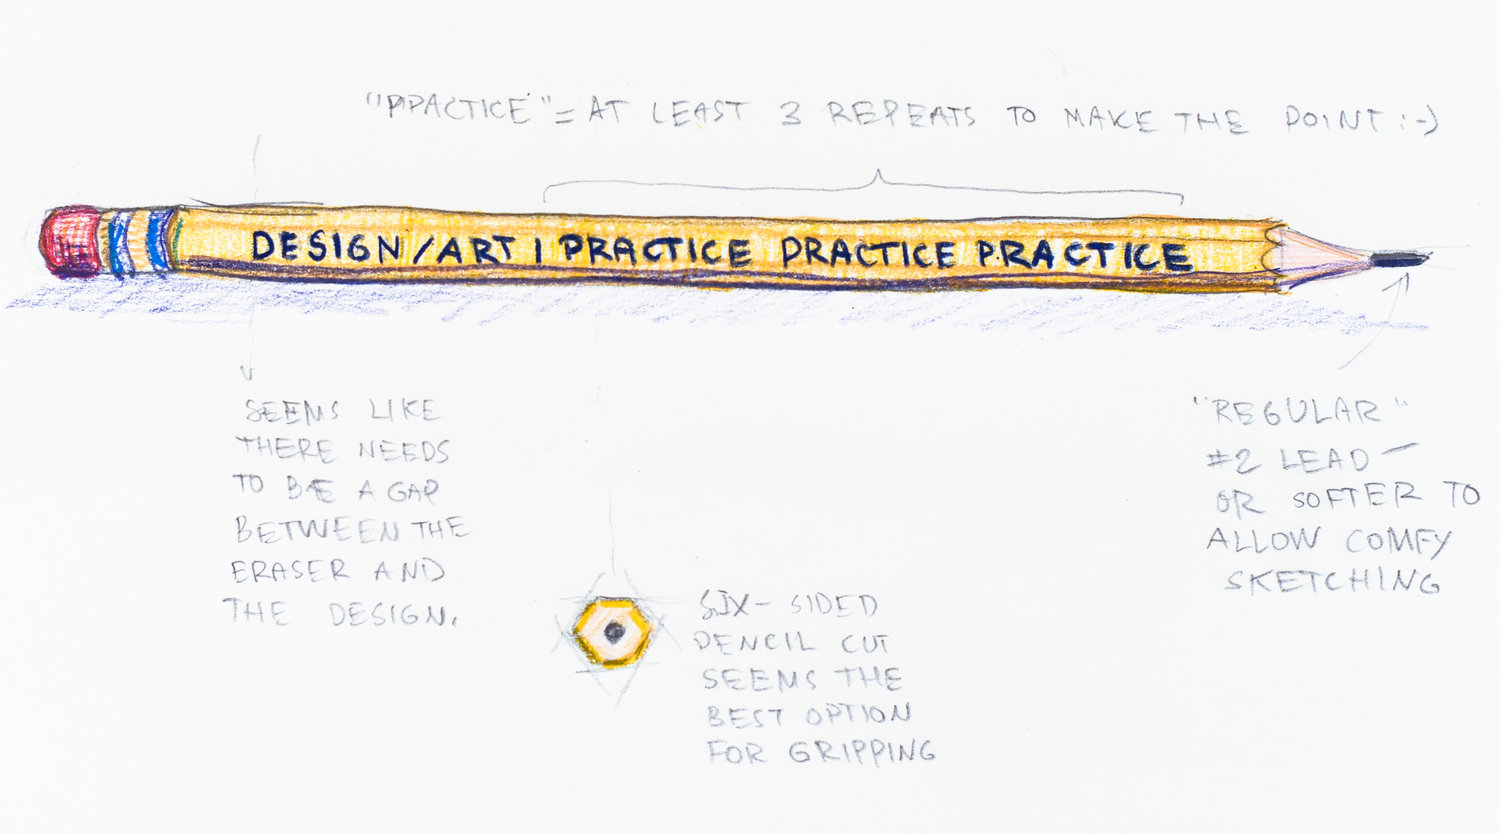 "PRACTICE" = AT LEAST 3 REPEATS TO MAKE THE POINT :-)
DESIGN/ART | PRACTICE PRACTICE PRACTICE
SEEMS LIKE
THERE NEEDS
TO BE A GAP
BETWEEN THE
ERASER AND
THE DESIGN.
SIX-SIDED
PENCIL CUT
SEEMS THE
BEST OPTION
FOR GRIPPING
"REGULAR"
#2 LEAD –
OR SOFTER TO
ALLOW COMFY
SKETCHING